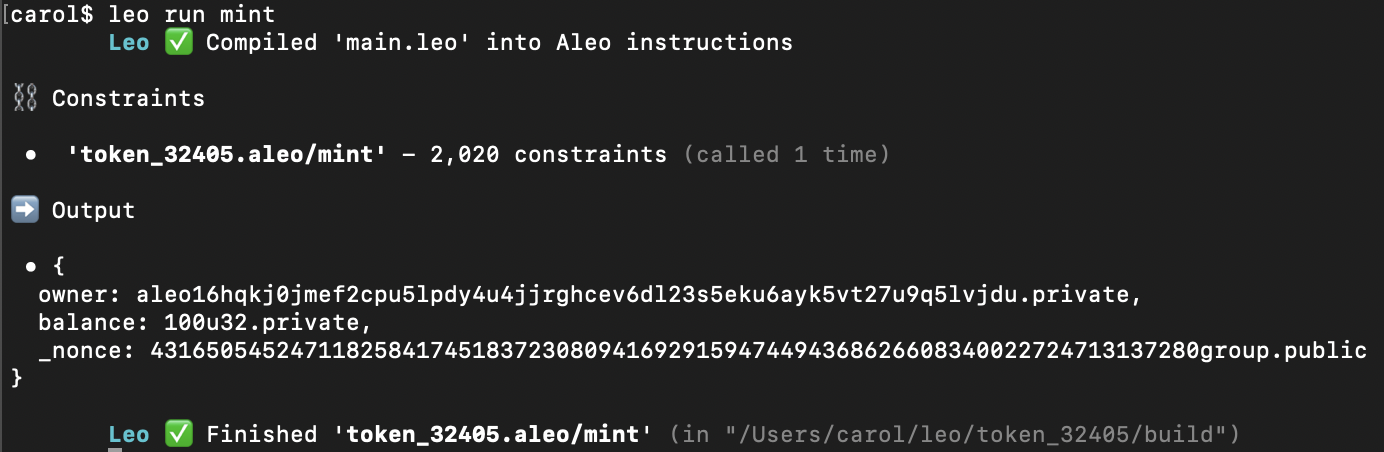 [carol$ leo run mint
Leo ✅ Compiled 'main.leo' into Aleo instructions
⛓ Constraints
• 'token_32405.aleo/mint' – 2,020 constraints (called 1 time)
➡️ Output
• {
owner: aleo16hqkj0jmef2cpu5lpdy4u4jjrghcev6dl23s5eku6ayk5vt27u9q5lvjdu.private,
balance: 100u32.private,
_nonce: 4316505452471182584174518372308094169291594744943686266083400227247131​37280group.public
}
Leo ✅ Finished 'token_32405.aleo/mint' (in "/Users/carol/leo/token_32405/build")